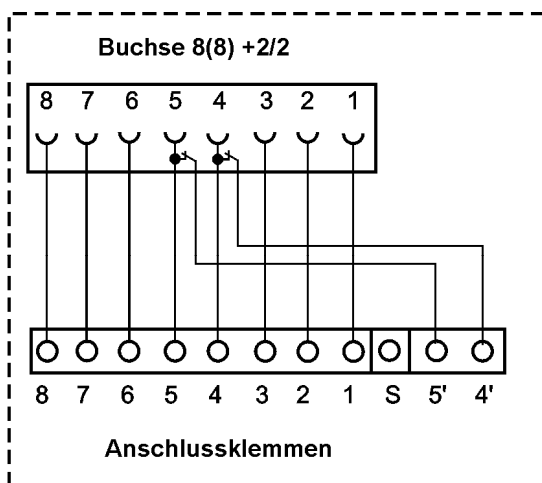 Buchse 8(8) +2/2
8 7 6 5 4 3 2 1
8 7 6 5 4 3 2 1 S 5' 4'
Anschlussklemmen